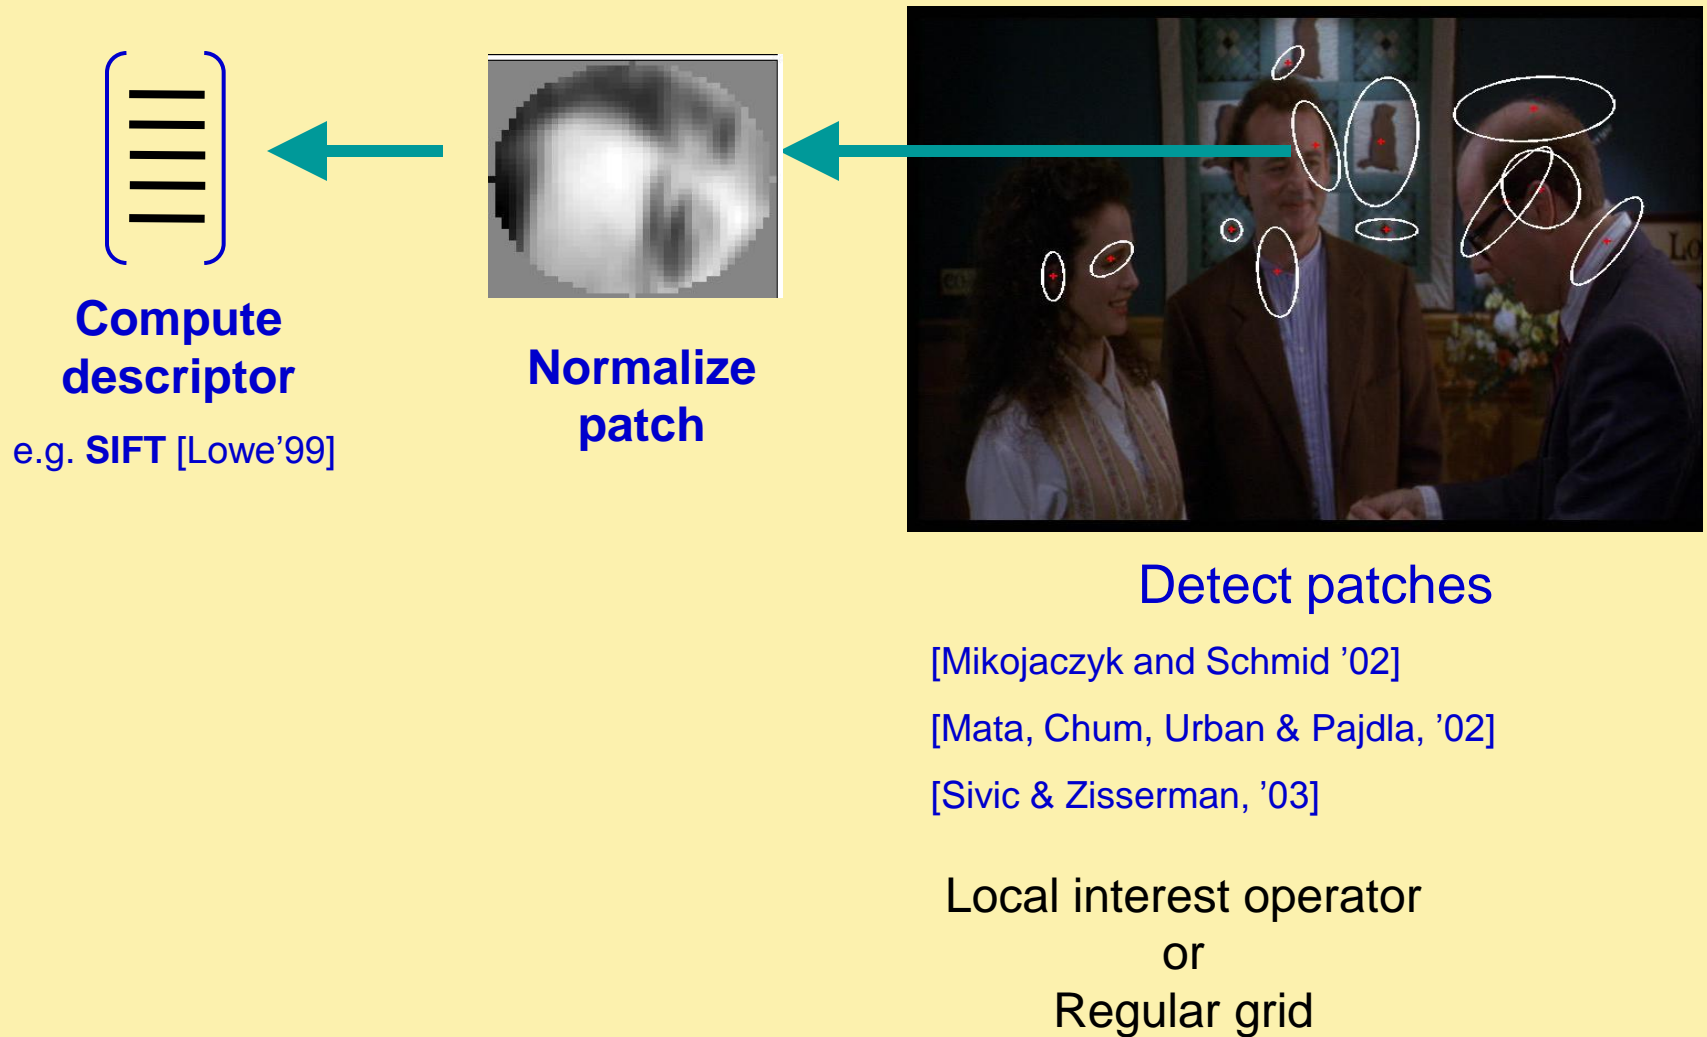 Compute
descriptor
e.g. SIFT [Lowe’99]
Normalize
patch
Lo
Detect patches
[Mikojaczyk and Schmid ’02]
[Mata, Chum, Urban & Pajdla, ’02]
[Sivic & Zisserman, ’03]
Local interest operator
or
Regular grid